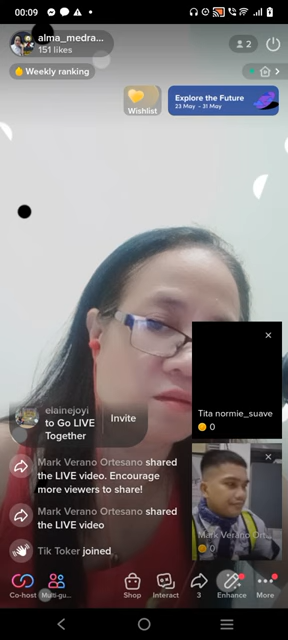 00:09
alma_medra...
151 likes
2
Weekly ranking
Wishlist
Explore the Future
23 May - 31 May
elainejoyi
to Go LIVE
Together
Invite
Tita normie_suave
0
Mark Verano Ortesano shared
the LIVE video. Encourage
more viewers to share!
Mark Verano Ort...
0
Mark Verano Ortesano shared
the LIVE video
Tik Toker joined
Co-host
Multi-gu...
Shop
Interact
3
Enhance
More